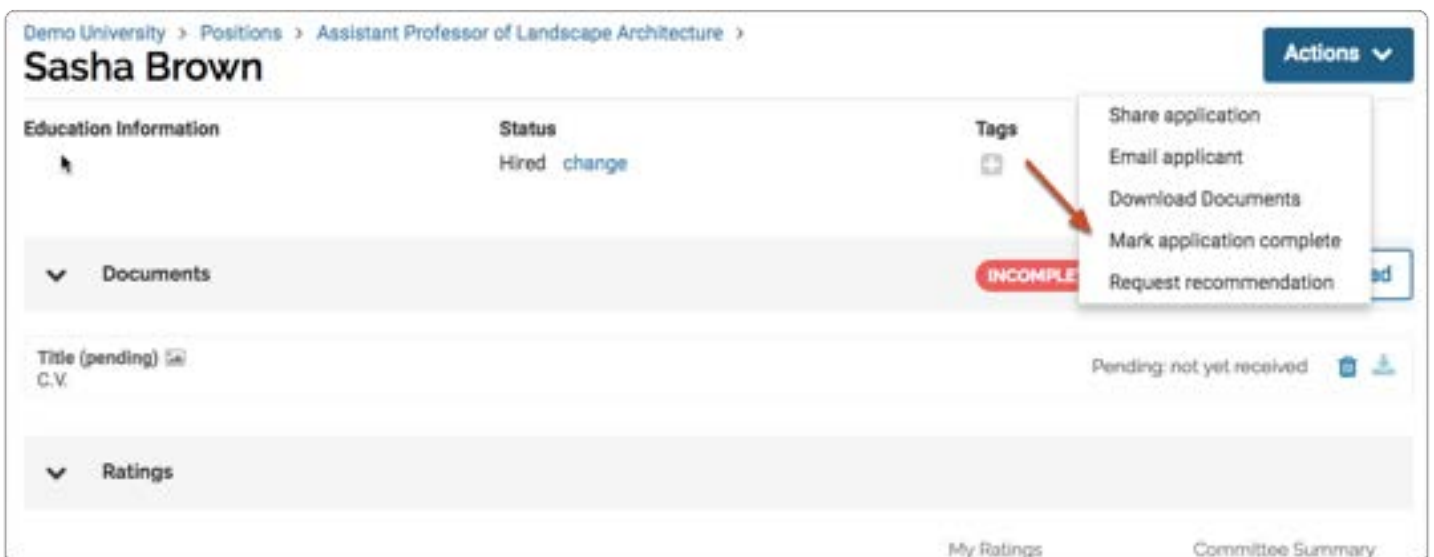 Demo University > Positions > Assistant Professor of Landscape Architecture >
Sasha Brown
Actions
Education Information
Status
Tags
Hired change
Share application
Email applicant
Download Documents
Mark application complete
Request recommendation
Documents
INCOMPLE
ad
Title (pending)
C.V.
Pending: not yet received
Ratings
My Ratings
Committee Summary